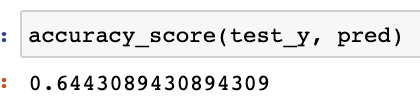 : accuracy_score(test_y, pred)
: 0.6443089430894309